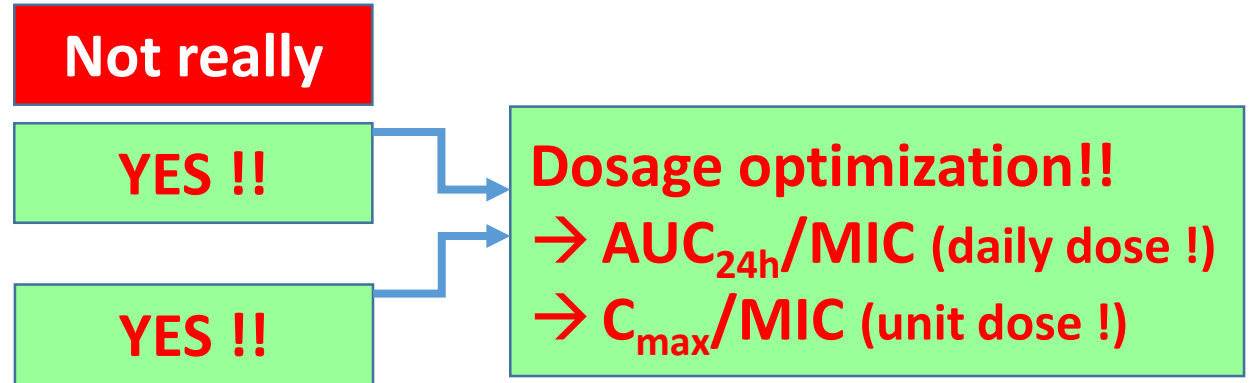 Not really
YES !!
YES !!
Dosage optimization!!
→ AUC24h/MIC (daily dose !)
→ Cmax/MIC (unit dose !)